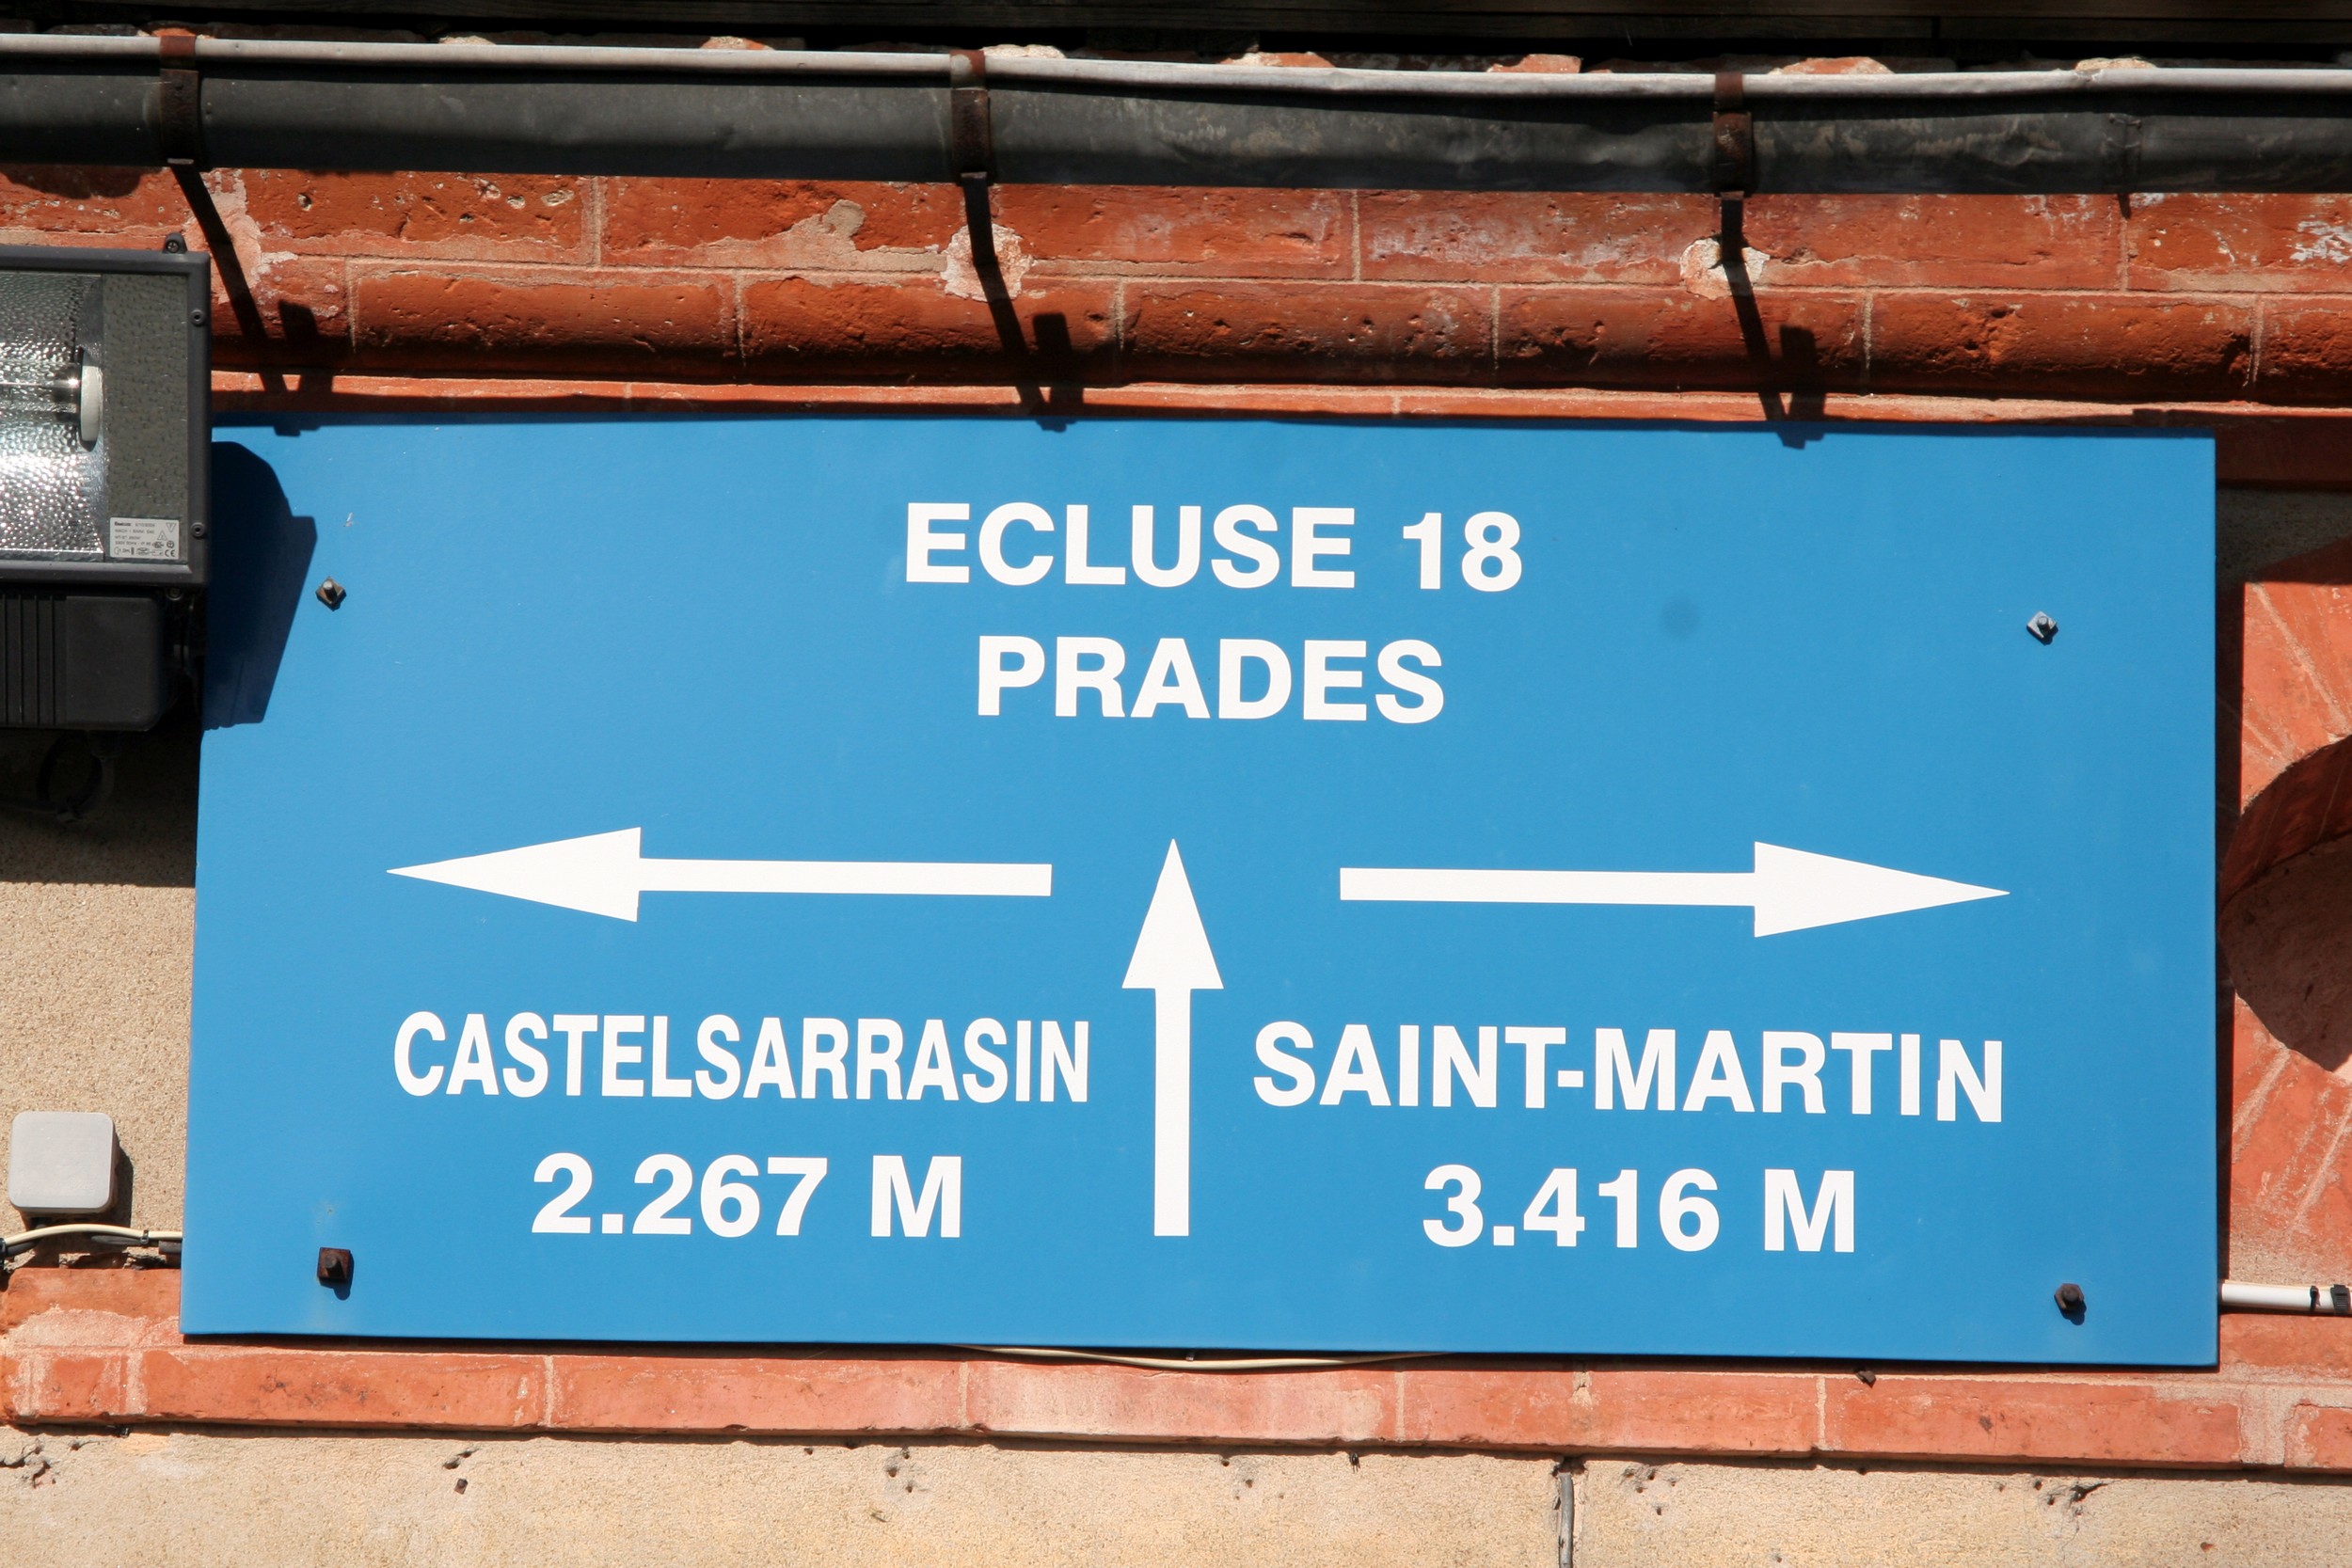 ECLUSE 18
PRADES
CASTELSARRASIN
2.267 M
SAINT-MARTIN
3.416 M